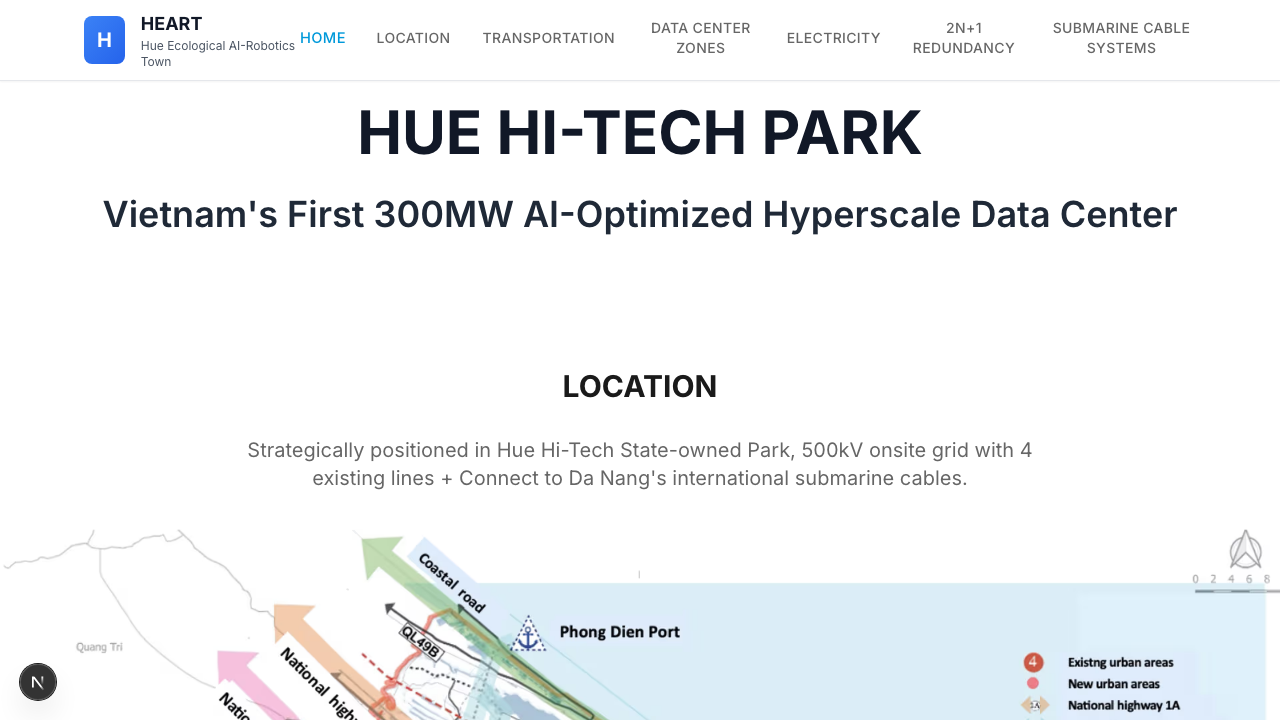 H
HEART
Hue Ecological AI-Robotics
Town
HOME
LOCATION
TRANSPORTATION
DATA CENTER
ZONES
ELECTRICITY
2N+1
REDUNDANCY
SUBMARINE CABLE
SYSTEMS
HUE HI-TECH PARK
Vietnam's First 300MW AI-Optimized Hyperscale Data Center
LOCATION
Strategically positioned in Hue Hi-Tech State-owned Park, 500kV onsite grid with 4
existing lines + Connect to Da Nang's international submarine cables.
Coastal road
0 2 4 6 8
Phong Dien Port
QL49B
Quang Tri
National high
Natio
4
Existng urban areas
New urban areas
1A
National highway 1A
N